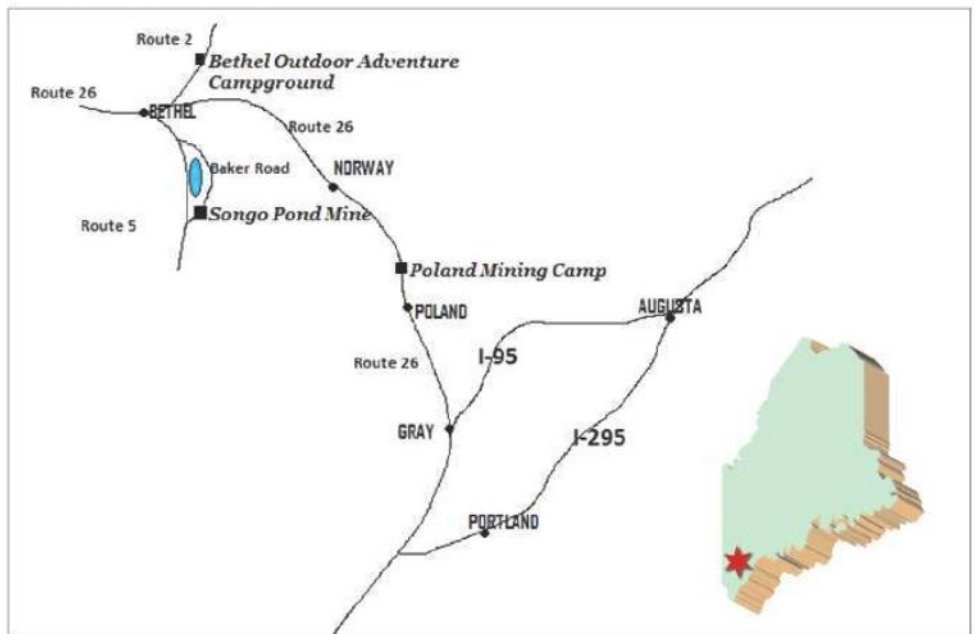 Route 2
Bethel Outdoor Adventure
Campground
Route 26
BETHEL
Route 26
Baker Road
NORWAY
Songo Pond Mine
Route 5
Poland Mining Camp
POLAND
AUGUSTA
I-95
Route 26
GRAY
I-295
PORTLAND